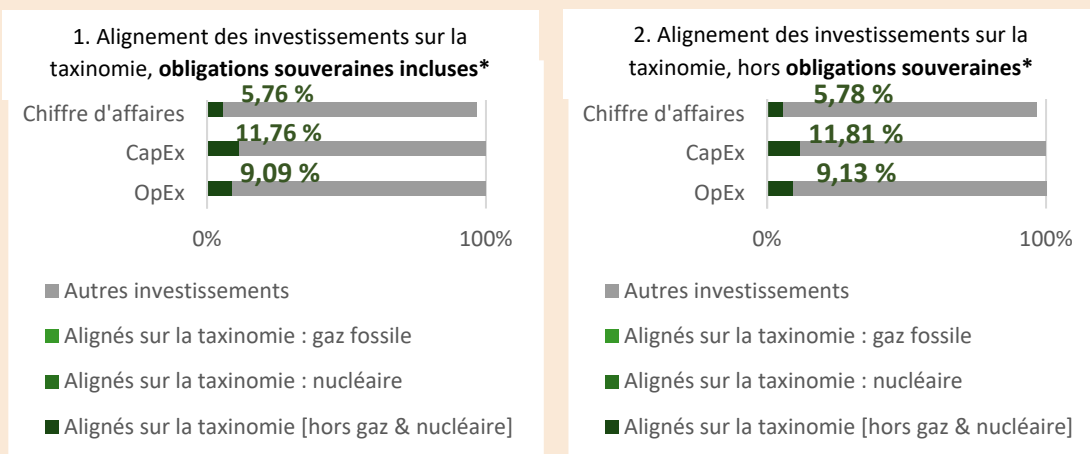 1. Alignement des investissements sur la
taxinomie, obligations souveraines incluses*
5,76 %
Chiffre d'affaires
11,76 %
CapEx
9,09 %
OpEx
0%
100%
Autres investissements
Alignés sur la taxinomie : gaz fossile
Alignés sur la taxinomie : nucléaire
Alignés sur la taxinomie [hors gaz & nucléaire]
2. Alignement des investissements sur la
taxinomie, hors obligations souveraines*
5,78 %
Chiffre d'affaires
11,81 %
CapEx
9,13 %
OpEx
0%
100%
Autres investissements
Alignés sur la taxinomie : gaz fossile
Alignés sur la taxinomie : nucléaire
Alignés sur la taxinomie [hors gaz & nucléaire]